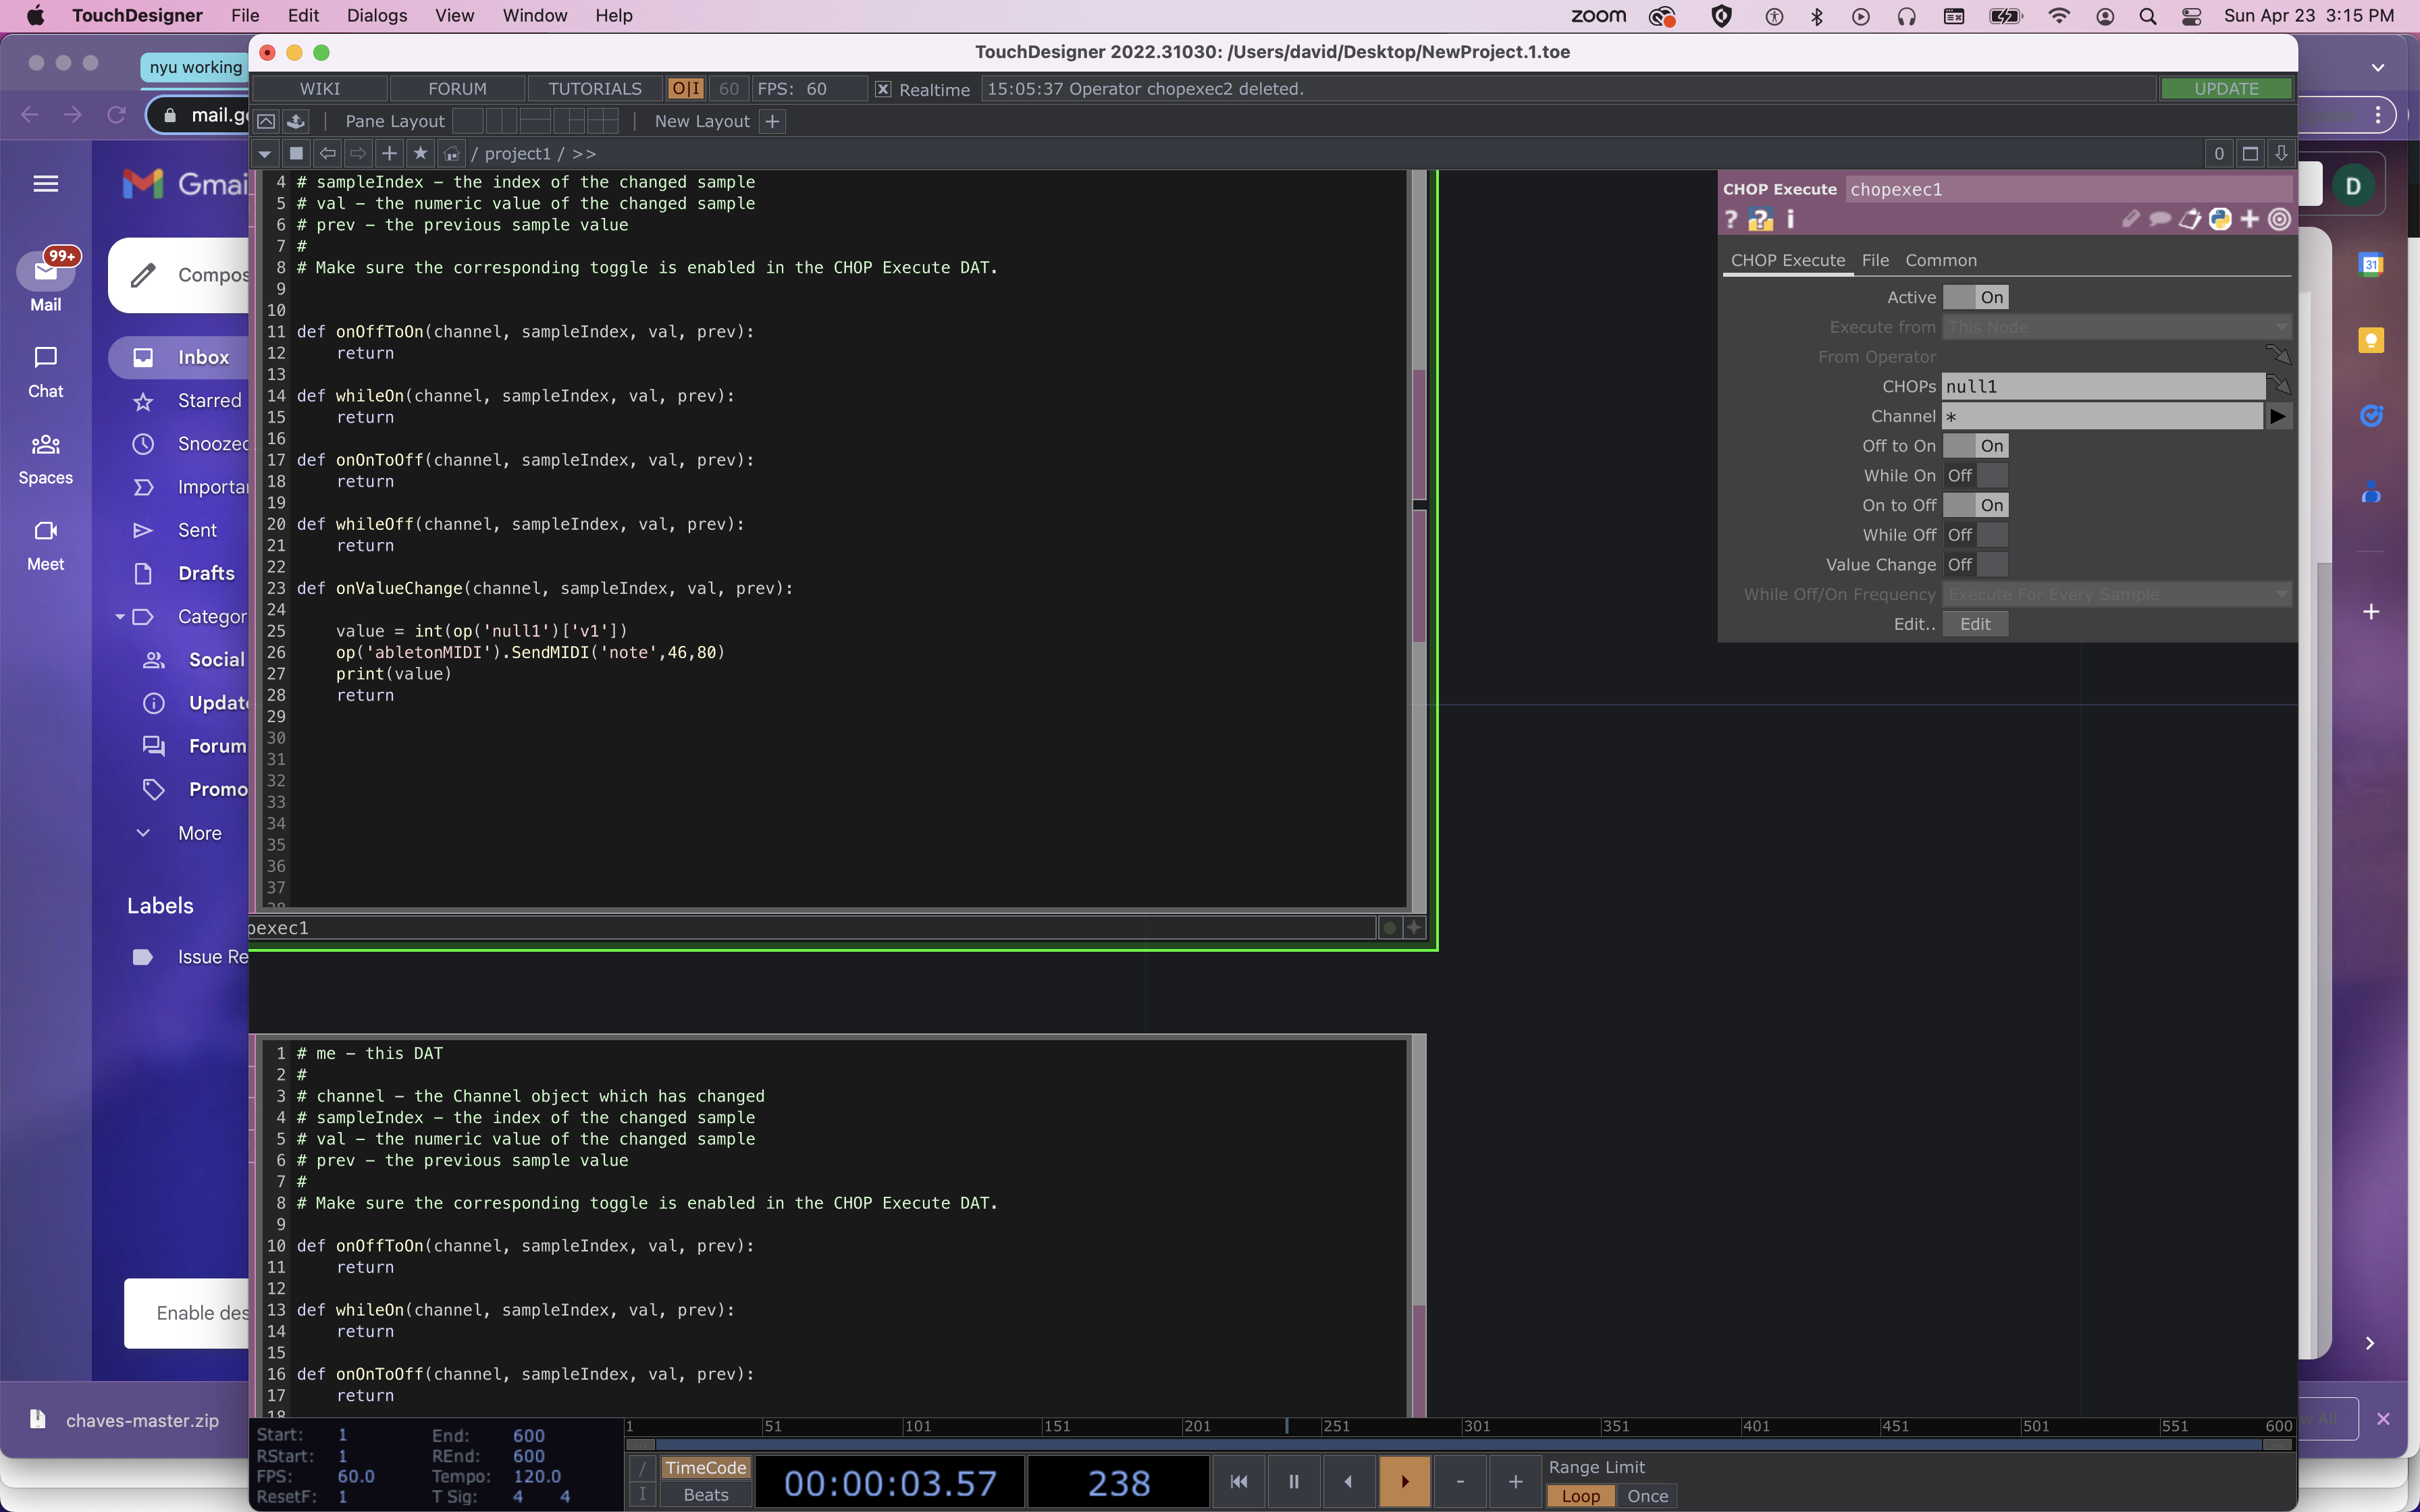 TouchDesigner File Edit Dialogs View Window Help
zoom
Sun Apr 23 3:15 PM
nyu working
TouchDesigner 2022.31030: /Users/david/Desktop/NewProject.1.toe
WIKI FORUM TUTORIALS O|I 60 FPS: 60 Realtime 15:05:37 Operator chopexec2 deleted. UPDATE
mail.go
Pane Layout New Layout +
/ project1 / >> 0
Gmai
D
99+
Mail
Chat
Spaces
Meet
Compos
Inbox
Starred
Snoozed
Importa
Sent
Drafts
Categor
Social
Update
Forum
Promo
More
Labels
Issue Re
Enable des
chaves-master.zip
4 # sampleIndex – the index of the changed sample
5 # val – the numeric value of the changed sample
6 # prev – the previous sample value
7 #
8 # Make sure the corresponding toggle is enabled in the CHOP Execute DAT.
9
10
11 def onOffToOn(channel, sampleIndex, val, prev):
12 return
13
14 def whileOn(channel, sampleIndex, val, prev):
15 return
16
17 def onOnToOff(channel, sampleIndex, val, prev):
18 return
19
20 def whileOff(channel, sampleIndex, val, prev):
21 return
22
23 def onValueChange(channel, sampleIndex, val, prev):
24
25 value = int(op('null1')['v1'])
26 op('abletonMIDI').SendMIDI('note',46,80)
27 print(value)
28 return
29
30
31
32
33
34
35
36
37
38
pexec1
1 # me – this DAT
2 #
3 # channel – the Channel object which has changed
4 # sampleIndex – the index of the changed sample
5 # val – the numeric value of the changed sample
6 # prev – the previous sample value
7 #
8 # Make sure the corresponding toggle is enabled in the CHOP Execute DAT.
9
10 def onOffToOn(channel, sampleIndex, val, prev):
11 return
12
13 def whileOn(channel, sampleIndex, val, prev):
14 return
15
16 def onOnToOff(channel, sampleIndex, val, prev):
17 return
18
CHOP Execute chopexec1
? ? i
CHOP Execute File Common
Active On
Execute from This Node
From Operator
CHOPs null1
Channel *
Off to On On
While On Off
On to Off On
While Off Off
Value Change Off
While Off/On Frequency Execute For Every Sample
Edit.. Edit
31
w All
1 51 101 151 201 251 301 351 401 451 501 551 600
Start: 1 End: 600
RStart: 1 REnd: 600
FPS: 60.0 Tempo: 120.0
ResetF: 1 T Sig: 4 4
/
I
TimeCode
Beats
00:00:03.57 238
- +
Range Limit
Loop Once